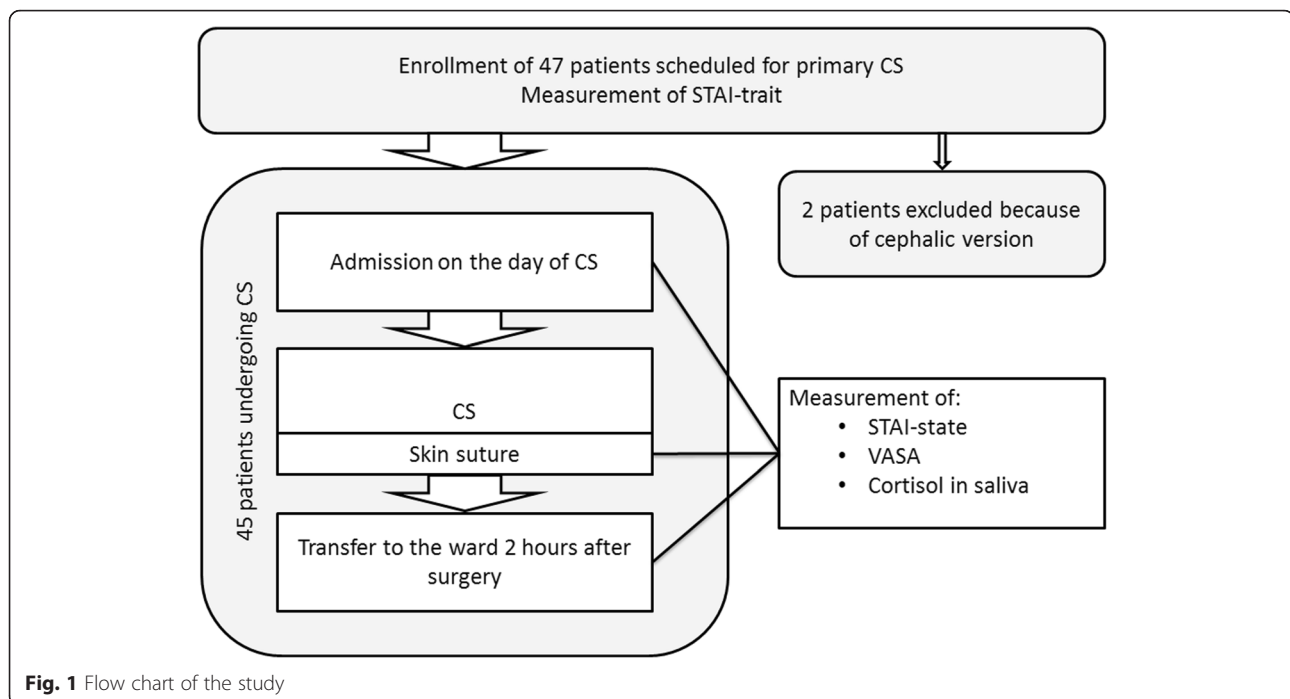 Enrollment of 47 patients scheduled for primary CS
Measurement of STAI-trait
2 patients excluded because
of cephalic version
45 patients undergoing CS
Admission on the day of CS
CS
Skin suture
Transfer to the ward 2 hours after
surgery
Measurement of:
• STAI-state
• VASA
• Cortisol in saliva
Fig. 1 Flow chart of the study